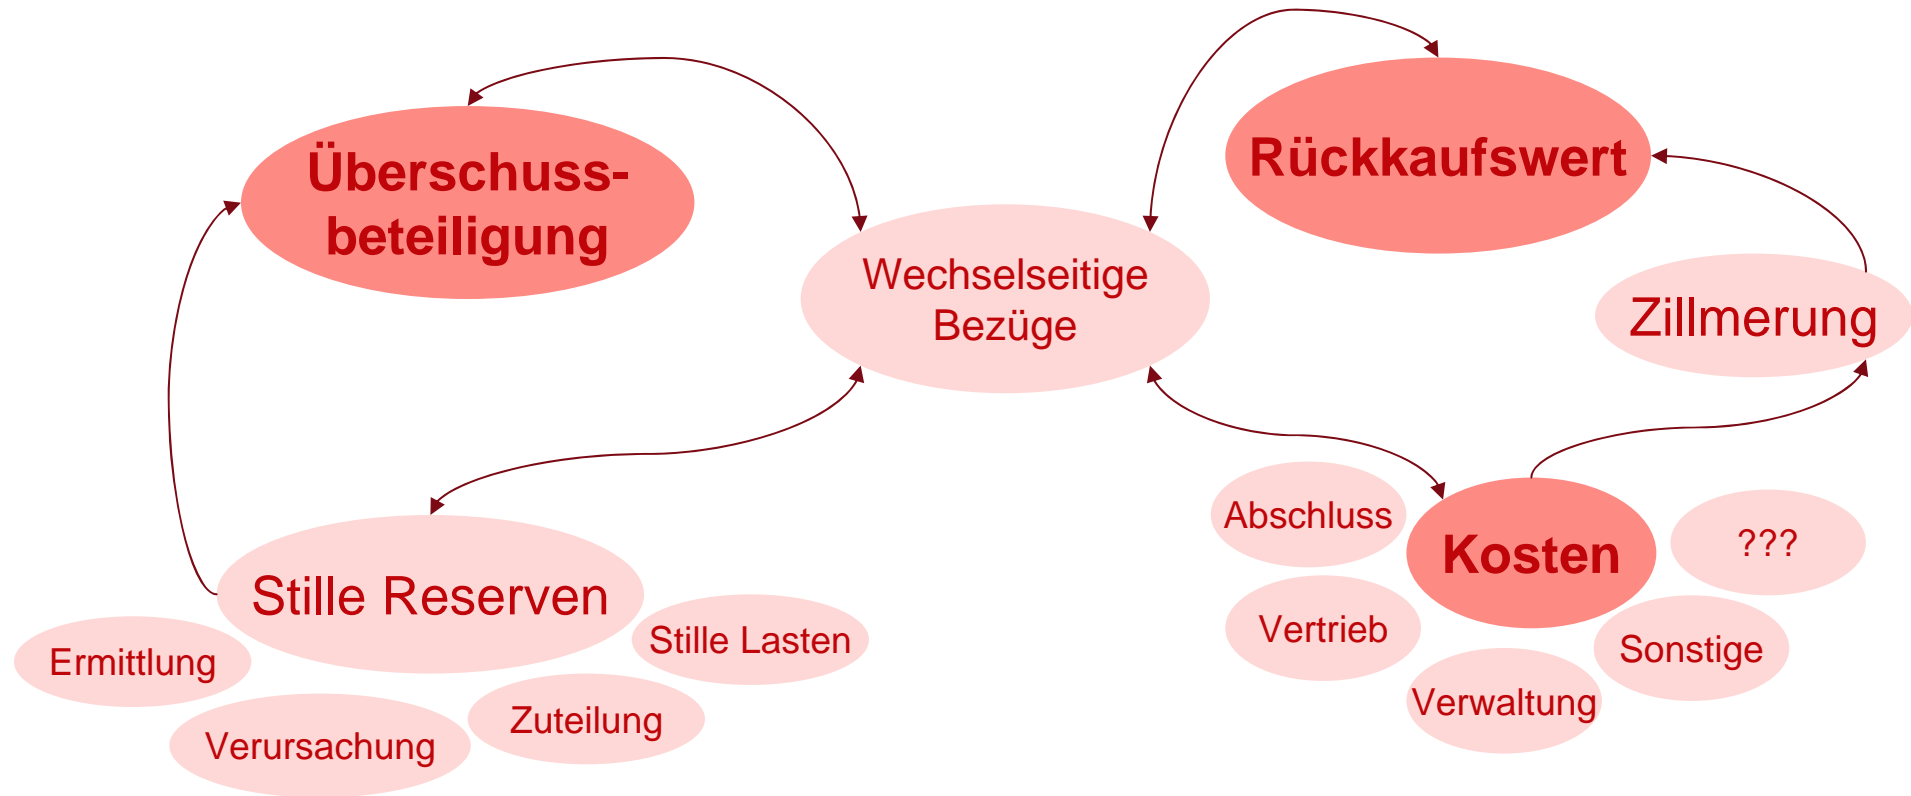 Überschuss-
beteiligung
Rückkaufswert
Wechselseitige
Bezüge
Zillmerung
Abschluss
Kosten
???
Vertrieb
Sonstige
Verwaltung
Stille Reserven
Stille Lasten
Ermittlung
Zuteilung
Verursachung